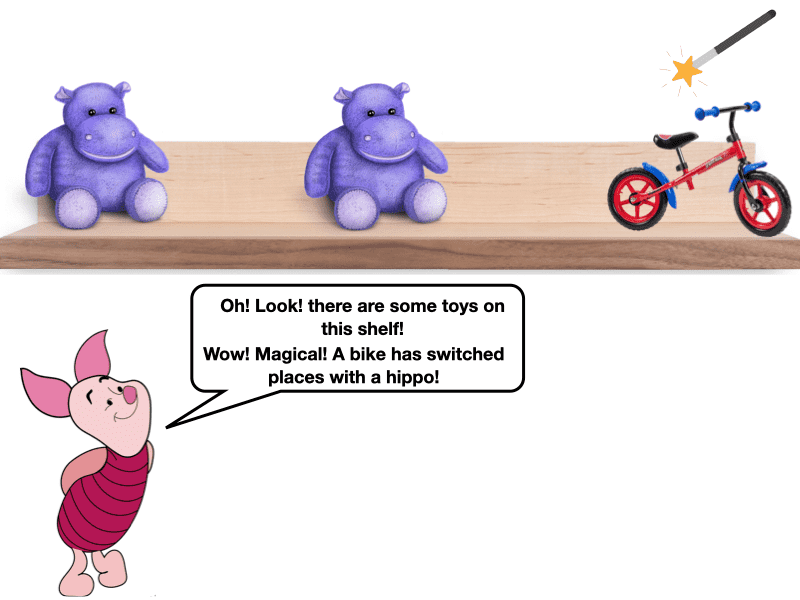 Oh! Look! there are some toys on
this shelf!
Wow! Magical! A bike has switched
places with a hippo!